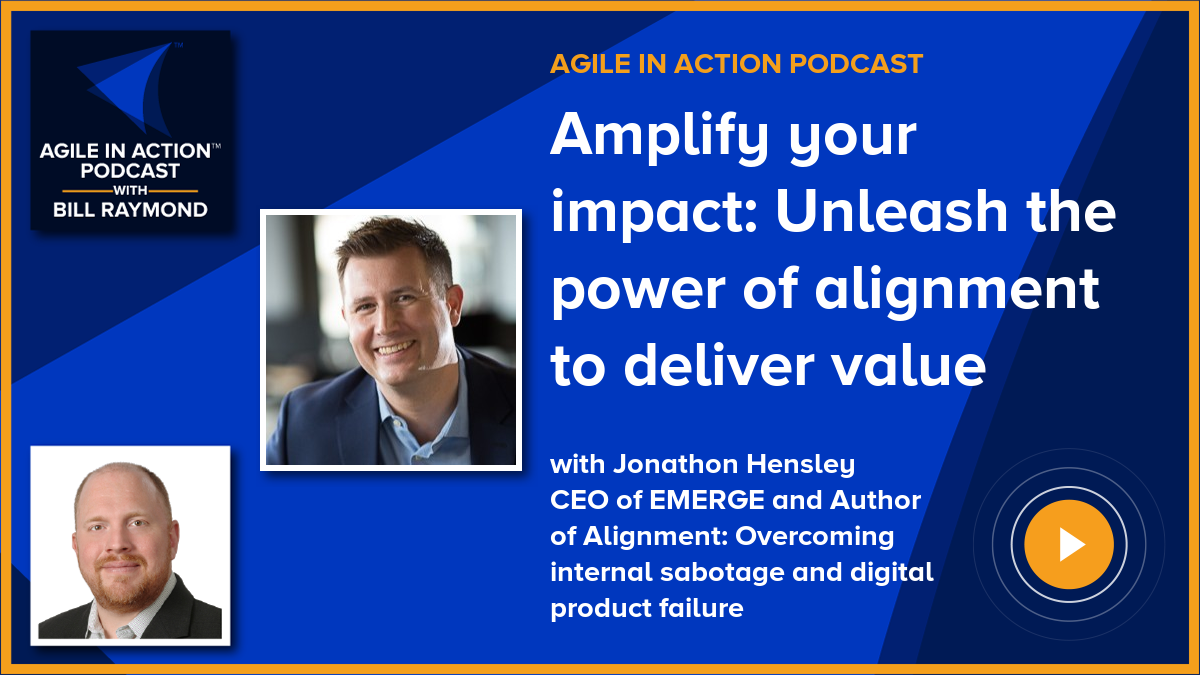 AGILE IN ACTION™
PODCAST
WITH
BILL RAYMOND
AGILE IN ACTION PODCAST
Amplify your
impact: Unleash the
power of alignment
to deliver value
with Jonathon Hensley
CEO of EMERGE and Author
of Alignment: Overcoming
internal sabotage and digital
product failure